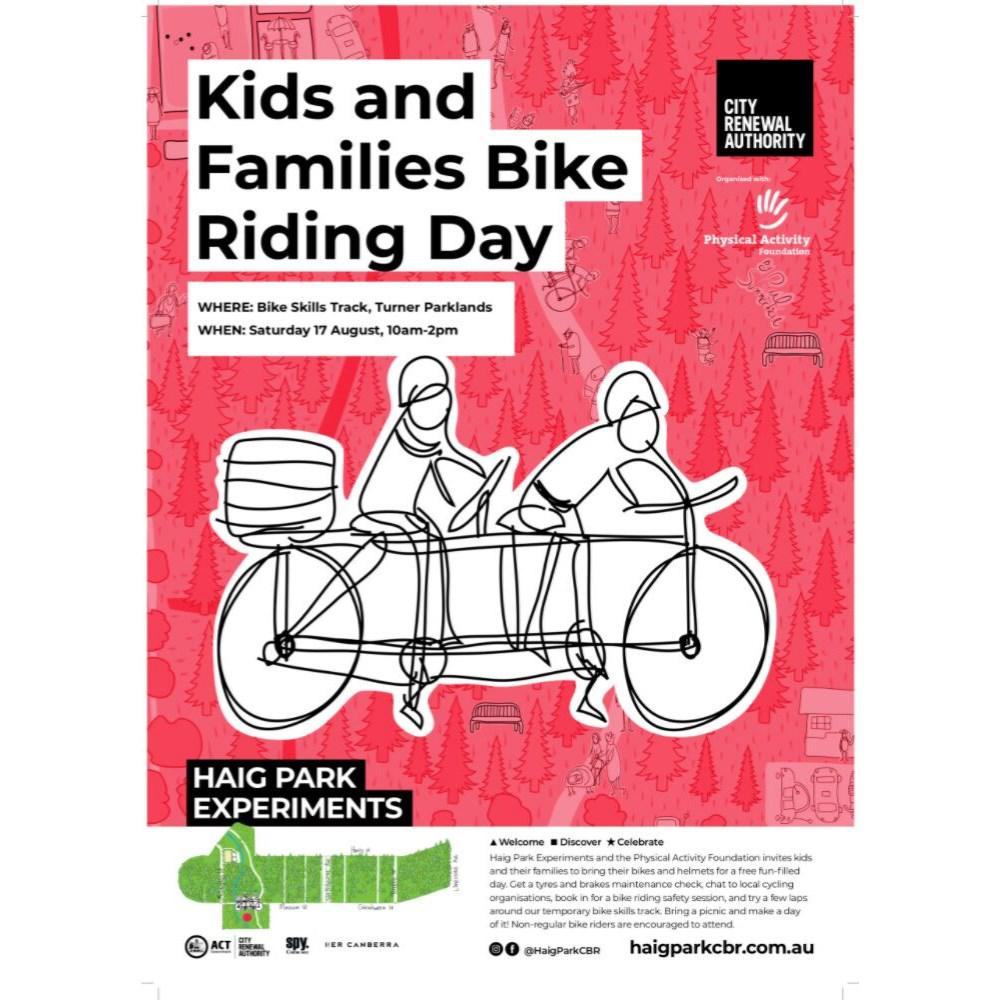 Kids and
Families Bike
Riding Day
CITY
RENEWAL
AUTHORITY
Organised with:
Physical Activity
Foundation
WHERE: Bike Skills Track, Turner Parklands
WHEN: Saturday 17 August, 10am-2pm
HAIG PARK
EXPERIMENTS
▲ Welcome ■ Discover ★ Celebrate
Haig Park Experiments and the Physical Activity Foundation invites kids
and their families to bring their bikes and helmets for a free fun-filled
day. Get a tyres and brakes maintenance check, chat to local cycling
organisations, book in for a bike riding safety session, and try a few laps
around our temporary bike skills track. Bring a picnic and make a day
of it! Non-regular bike riders are encouraged to attend.
ACT
CITY
RENEWAL
AUTHORITY
spy.
HER CANBERRA
@HaigParkCBR
haigparkcbr.com.au